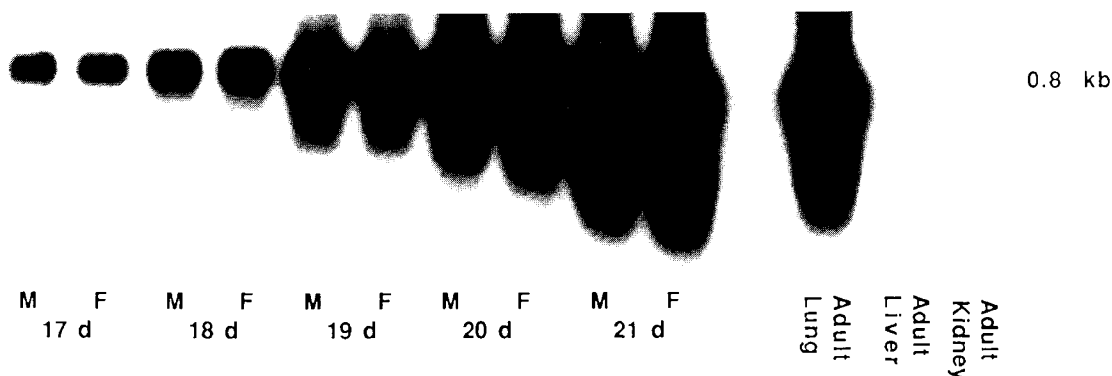 0.8 kb
M F M F M F M F M F
17 d 18 d 19 d 20 d 21 d
Adult
Lung
Adult
Liver
Adult
Kidney